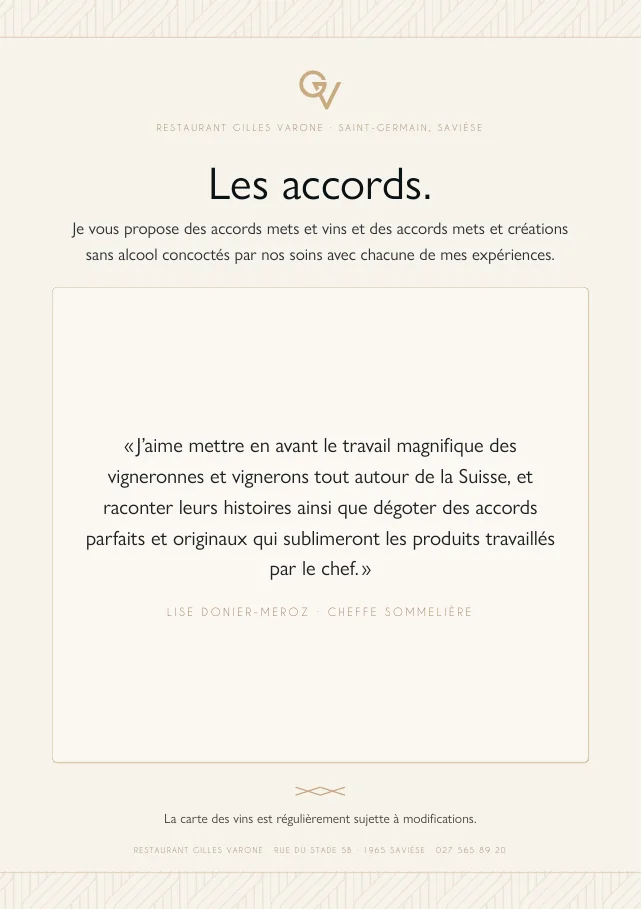 GV
RESTAURANT GILLES VARONE · SAINT-GERMAIN, SAVIÈSE
Les accords.
Je vous propose des accords mets et vins et des accords mets et créations
sans alcool concoctés par nos soins avec chacune de mes expériences.
«J’aime mettre en avant le travail magnifique des
vigneronnes et vignerons tout autour de la Suisse, et
raconter leurs histoires ainsi que dégoter des accords
parfaits et originaux qui sublimeront les produits travaillés
par le chef.»
LISE DONIER-MEROZ · CHEFFE SOMMELIÈRE
La carte des vins est régulièrement sujette à modifications.
RESTAURANT GILLES VARONE RUE DU STADE 5B 1965 SAVIÈSE 027 565 89 20